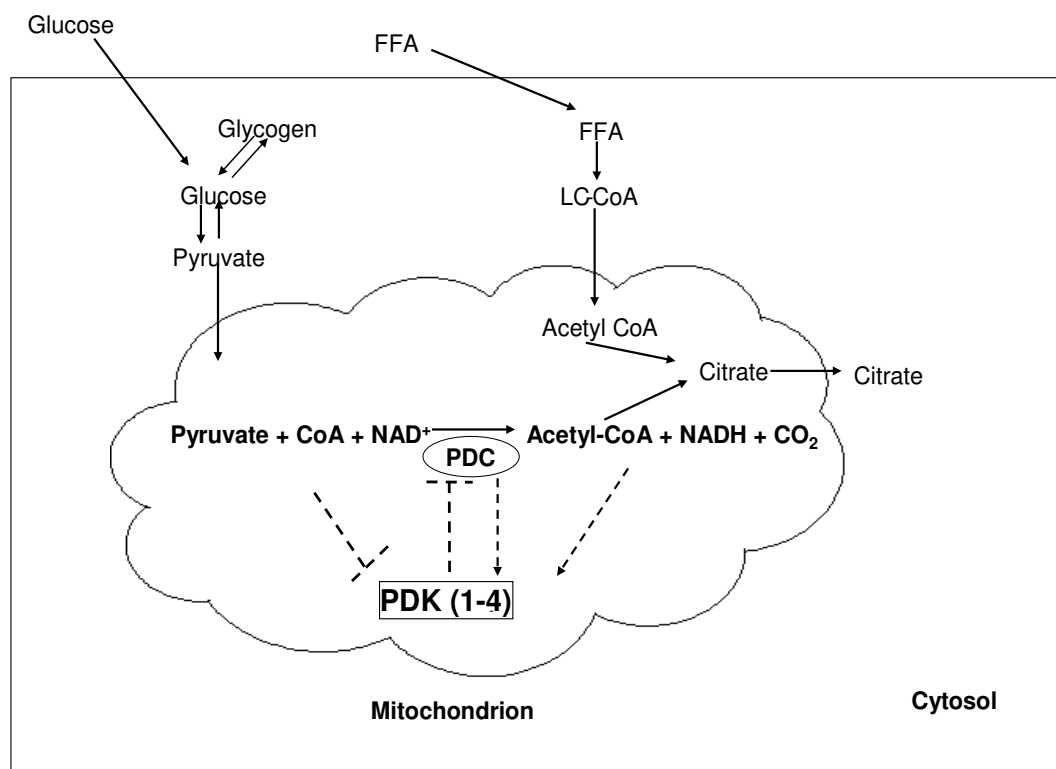 Glucose
FFA
Glycogen
FFA
Glucose
LC-CoA
Pyruvate
Acetyl CoA
Citrate
Citrate
Pyruvate + CoA + NAD⁺
Acetyl-CoA + NADH + CO₂
PDC
PDK (1-4)
Mitochondrion
Cytosol